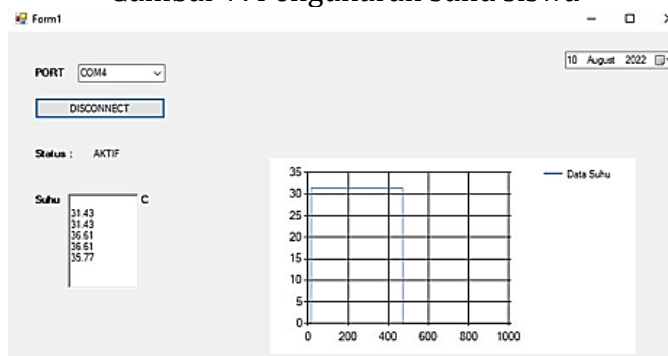 Form1
10 August 2022
PORT COM4
DISCONNECT
Status : AKTIF
Suhu C
31.43
31.43
36.61
36.61
35.77
Data Suhu
35
30
25
20
15
10
5
0
0 200 400 600 800 1000